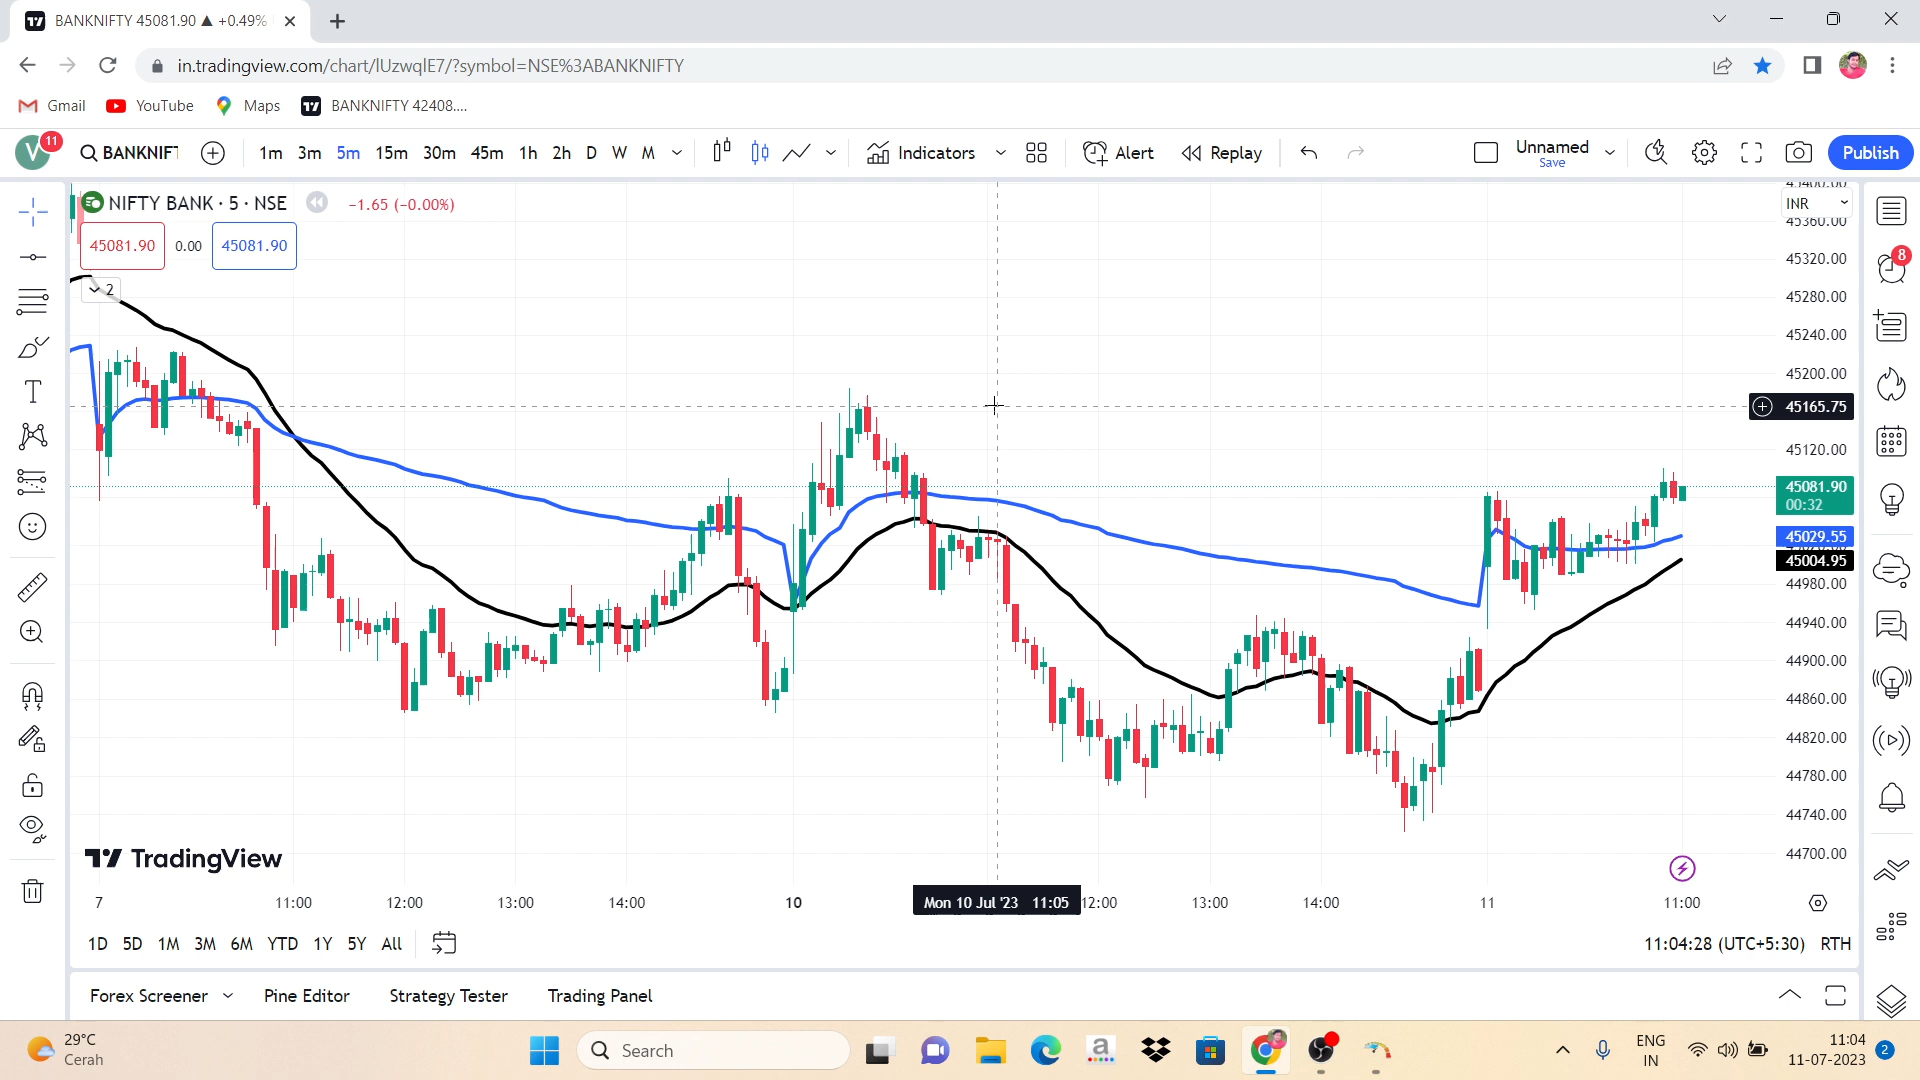 BANKNIFTY 45081.90 ▲ +0.49%
in.tradingview.com/chart/lUzwqlE7/?symbol=NSE%3ABANKNIFTY
Gmail YouTube Maps BANKNIFTY 42408....
V 11 BANKNIFT 1m 3m 5m 15m 30m 45m 1h 2h D W M Indicators Alert Replay Unnamed Save Publish
NIFTY BANK · 5 · NSE −1.65 (−0.00%)
45081.90 0.00 45081.90
2
INR
45360.00
45320.00
45280.00
45240.00
45200.00
45165.75
45120.00
45081.90
00:32
45029.55
45004.95
44980.00
44940.00
44900.00
44860.00
44820.00
44780.00
44740.00
44700.00
8
TradingView
7 11:00 12:00 13:00 14:00 10 Mon 10 Jul '23 11:05 12:00 13:00 14:00 11 11:00
1D 5D 1M 3M 6M YTD 1Y 5Y All 11:04:28 (UTC+5:30) RTH
Forex Screener Pine Editor Strategy Tester Trading Panel
29°C
Cerah
Search
ENG
IN
11:04
11-07-2023
2